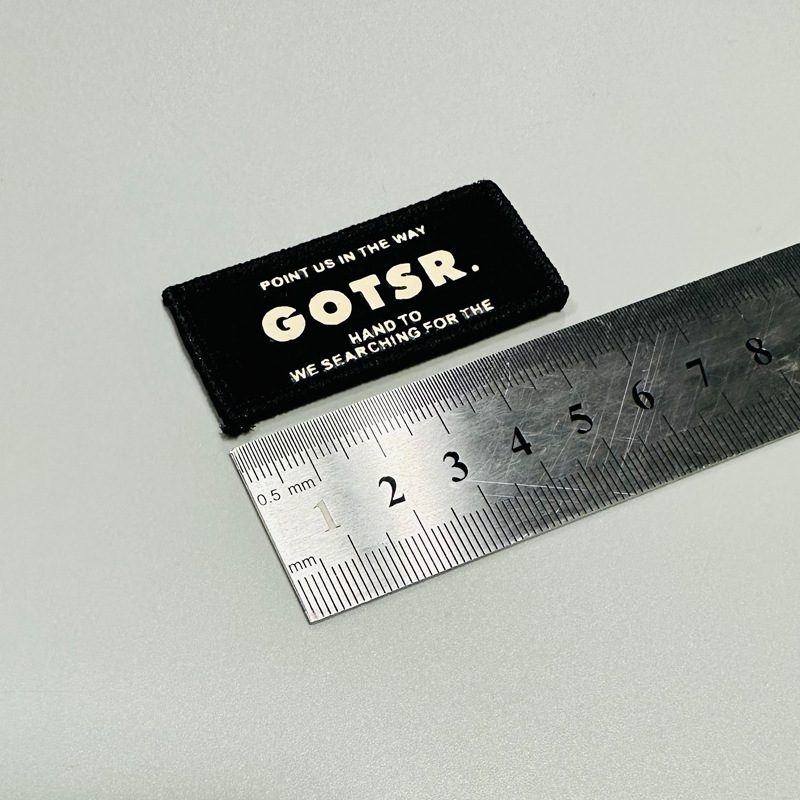 POINT US IN THE WAY
GOTSR.
HAND TO
WE SEARCHING FOR THE
0.5 mm
1 2 3 4 5 6 7 8
mm